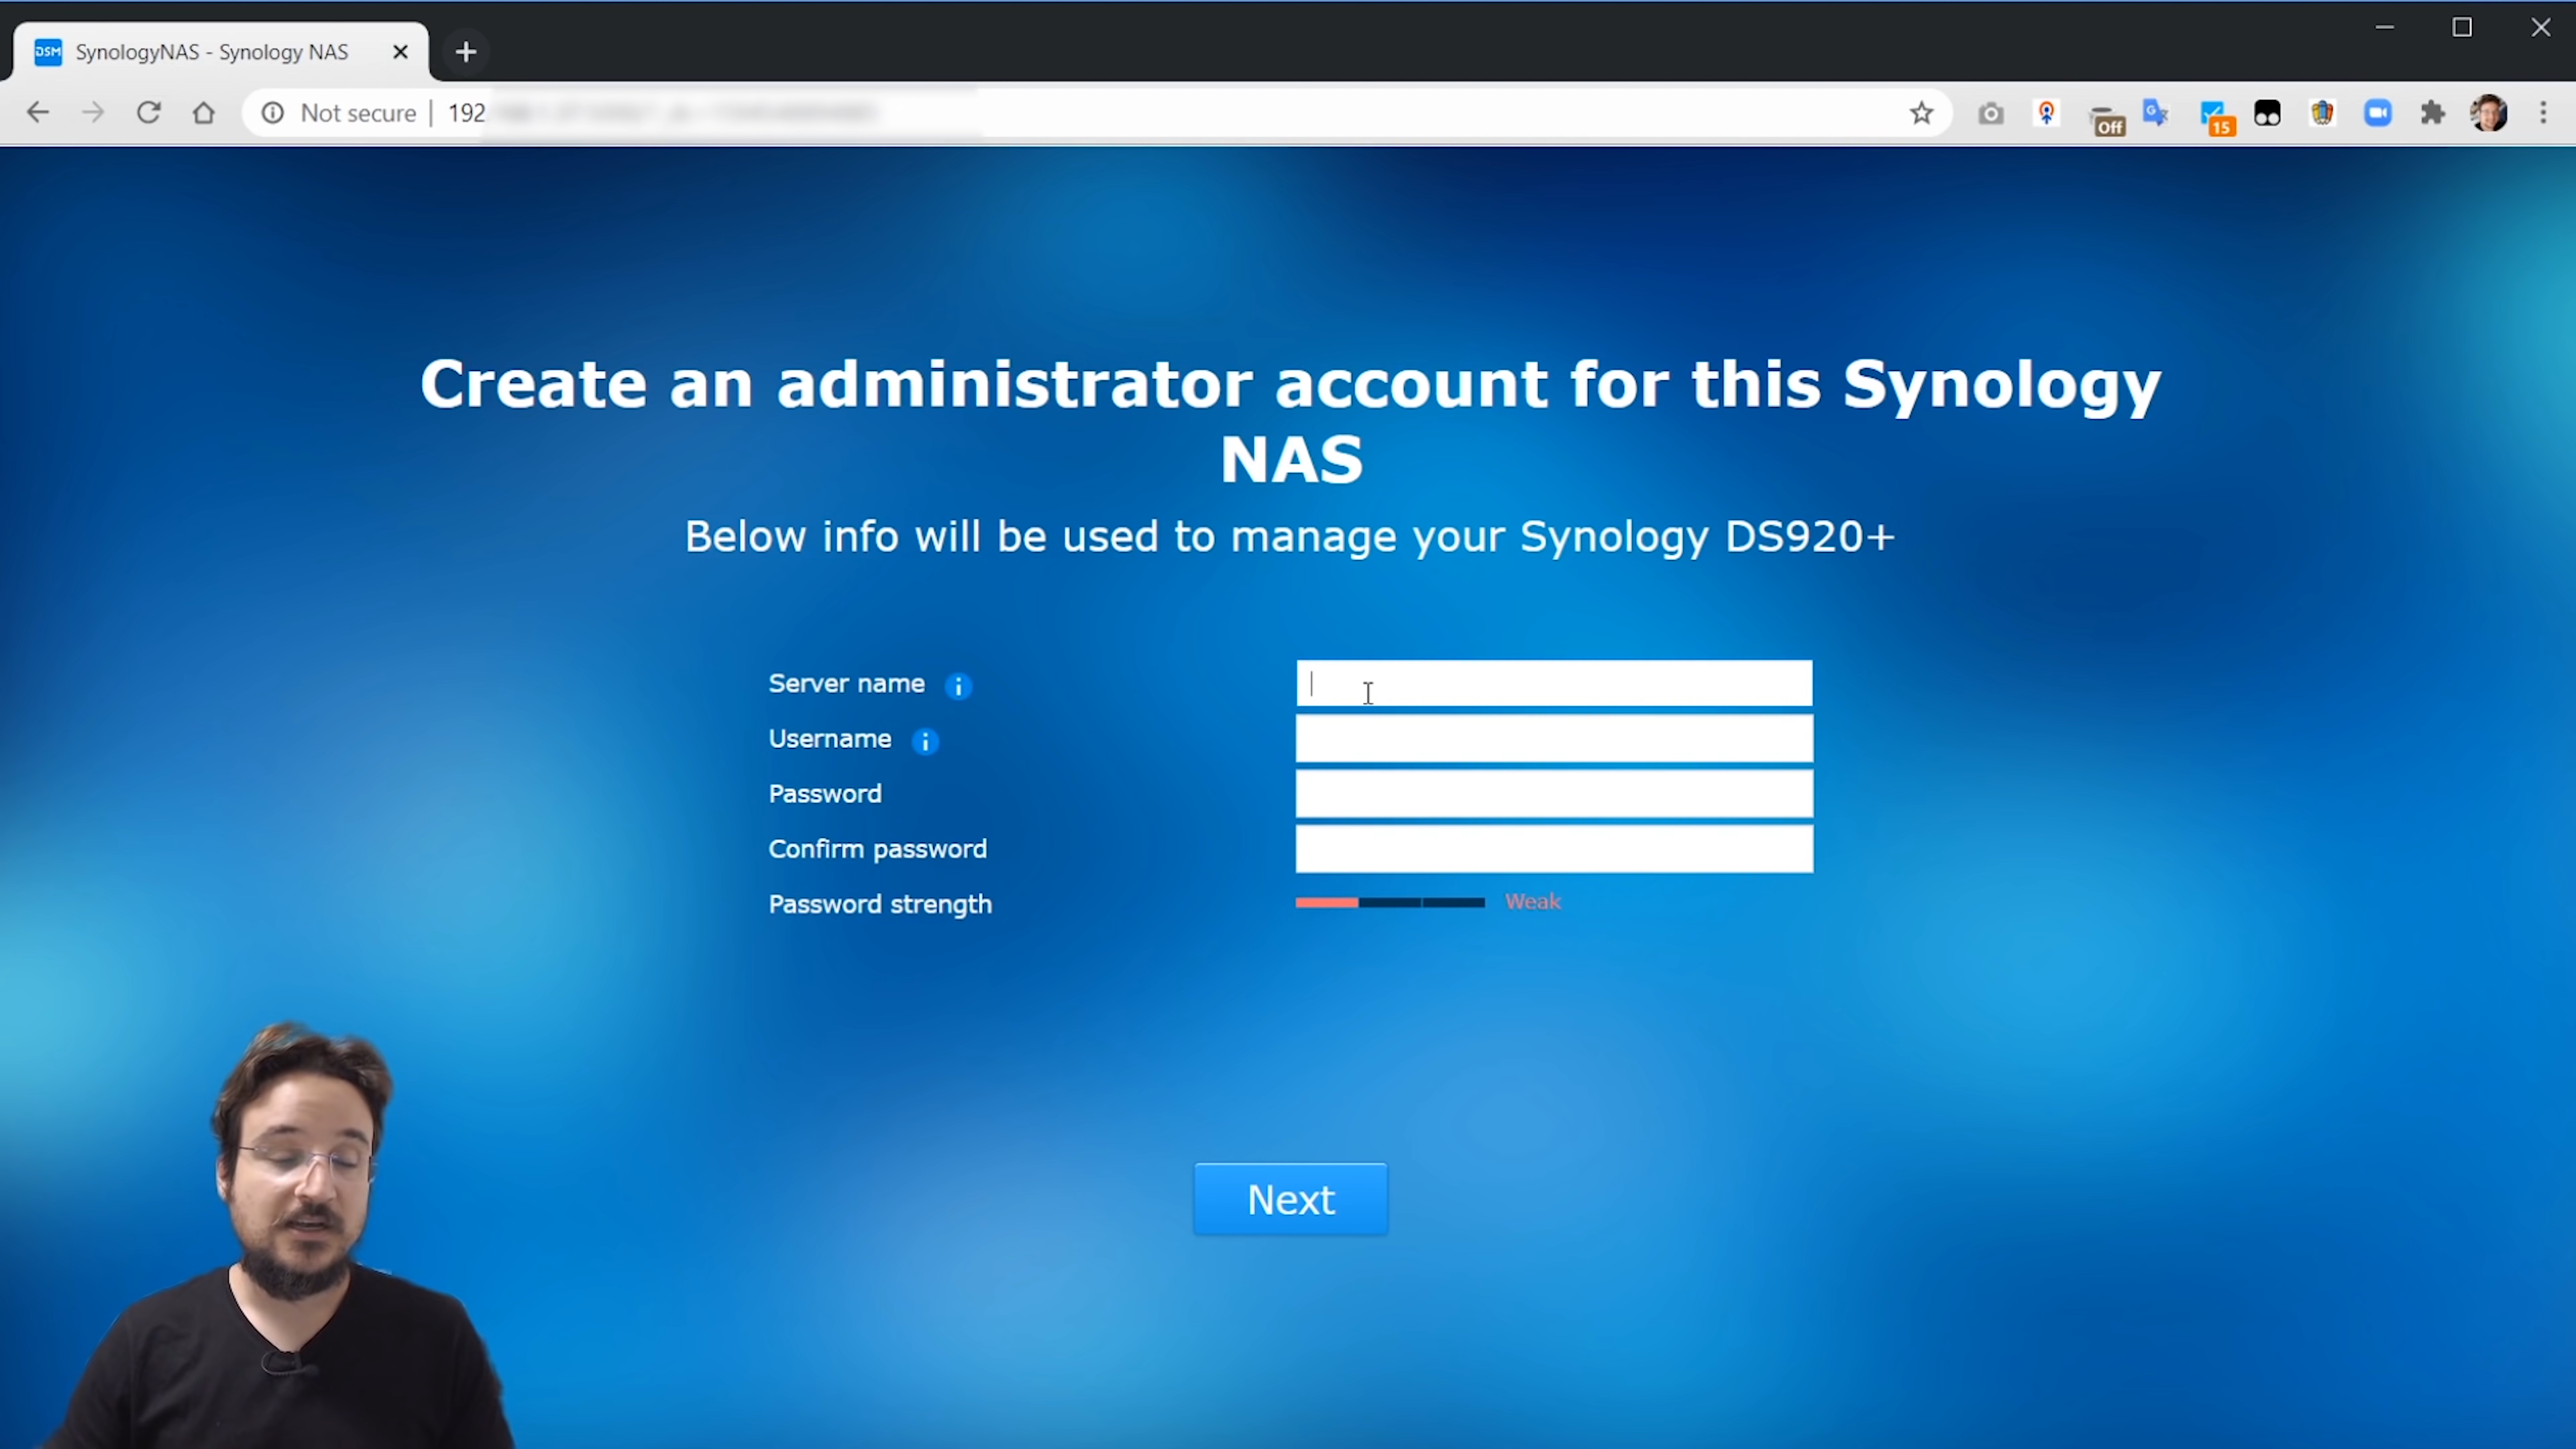 DSM SynologyNAS - Synology NAS
Not secure | 192
Off
15
Create an administrator account for this Synology
NAS
Below info will be used to manage your Synology DS920+
Server name
Username
Password
Confirm password
Password strength Weak
Next